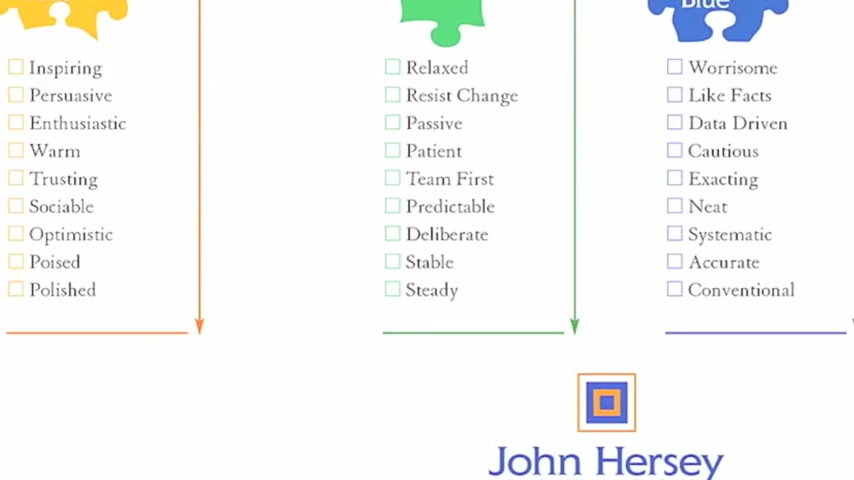 Blue
Inspiring
Persuasive
Enthusiastic
Warm
Trusting
Sociable
Optimistic
Poised
Polished
Relaxed
Resist Change
Passive
Patient
Team First
Predictable
Deliberate
Stable
Steady
Worrisome
Like Facts
Data Driven
Cautious
Exacting
Neat
Systematic
Accurate
Conventional
John Hersey